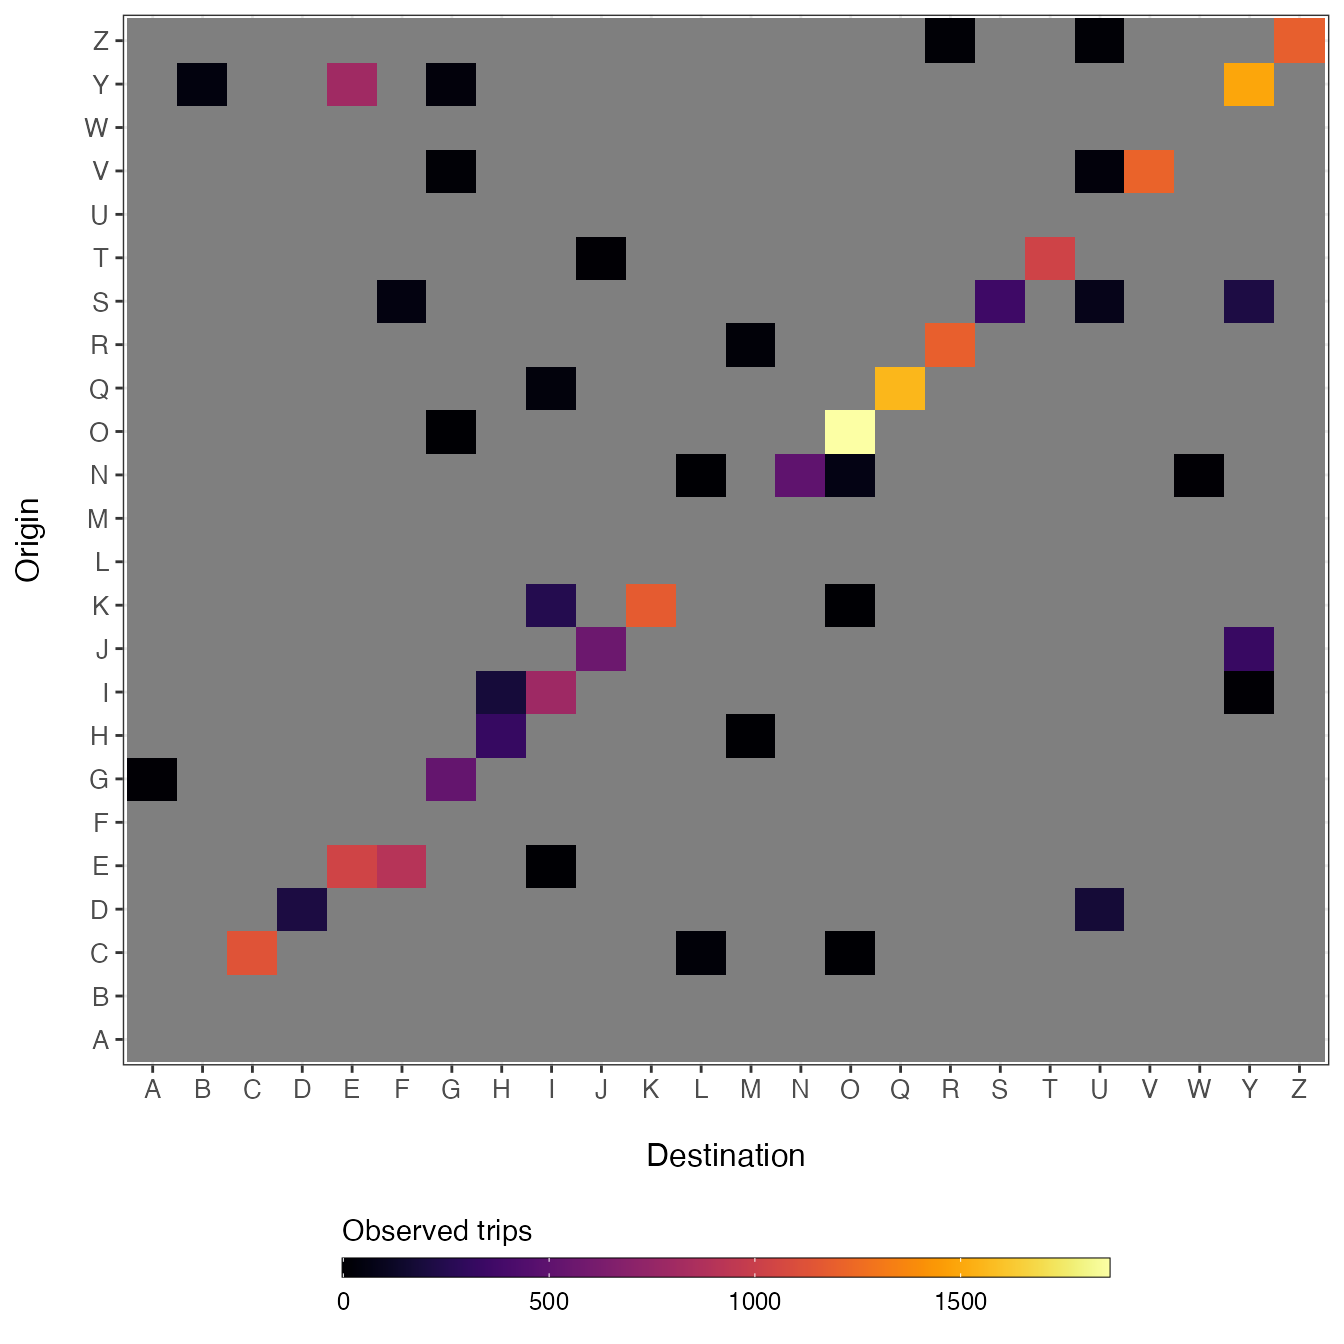 Z
Y
W
V
U
T
S
R
Q
O
N
M
L
K
J
I
H
G
F
E
D
C
B
A
Origin
A B C D E F G H I J K L M N O Q R S T U V W Y Z
Destination
Observed trips
0 500 1000 1500